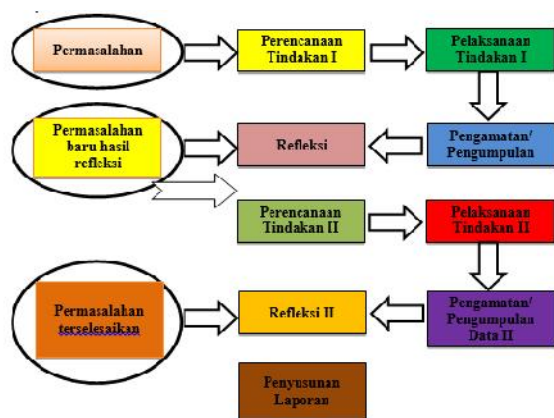 Permasalahan
Perencanaan
Tindakan I
Pelaksanaan
Tindakan I
Permasalahan
baru hasil
refleksi
Refleksi
Pengamatan/
Pengumpulan
Perencanaan
Tindakan II
Pelaksanaan
Tindakan II
Permasalahan
terselesaikan
Refleksi II
Pengamatan/
Pengumpulan
Data II
Penyusunan
Laporan